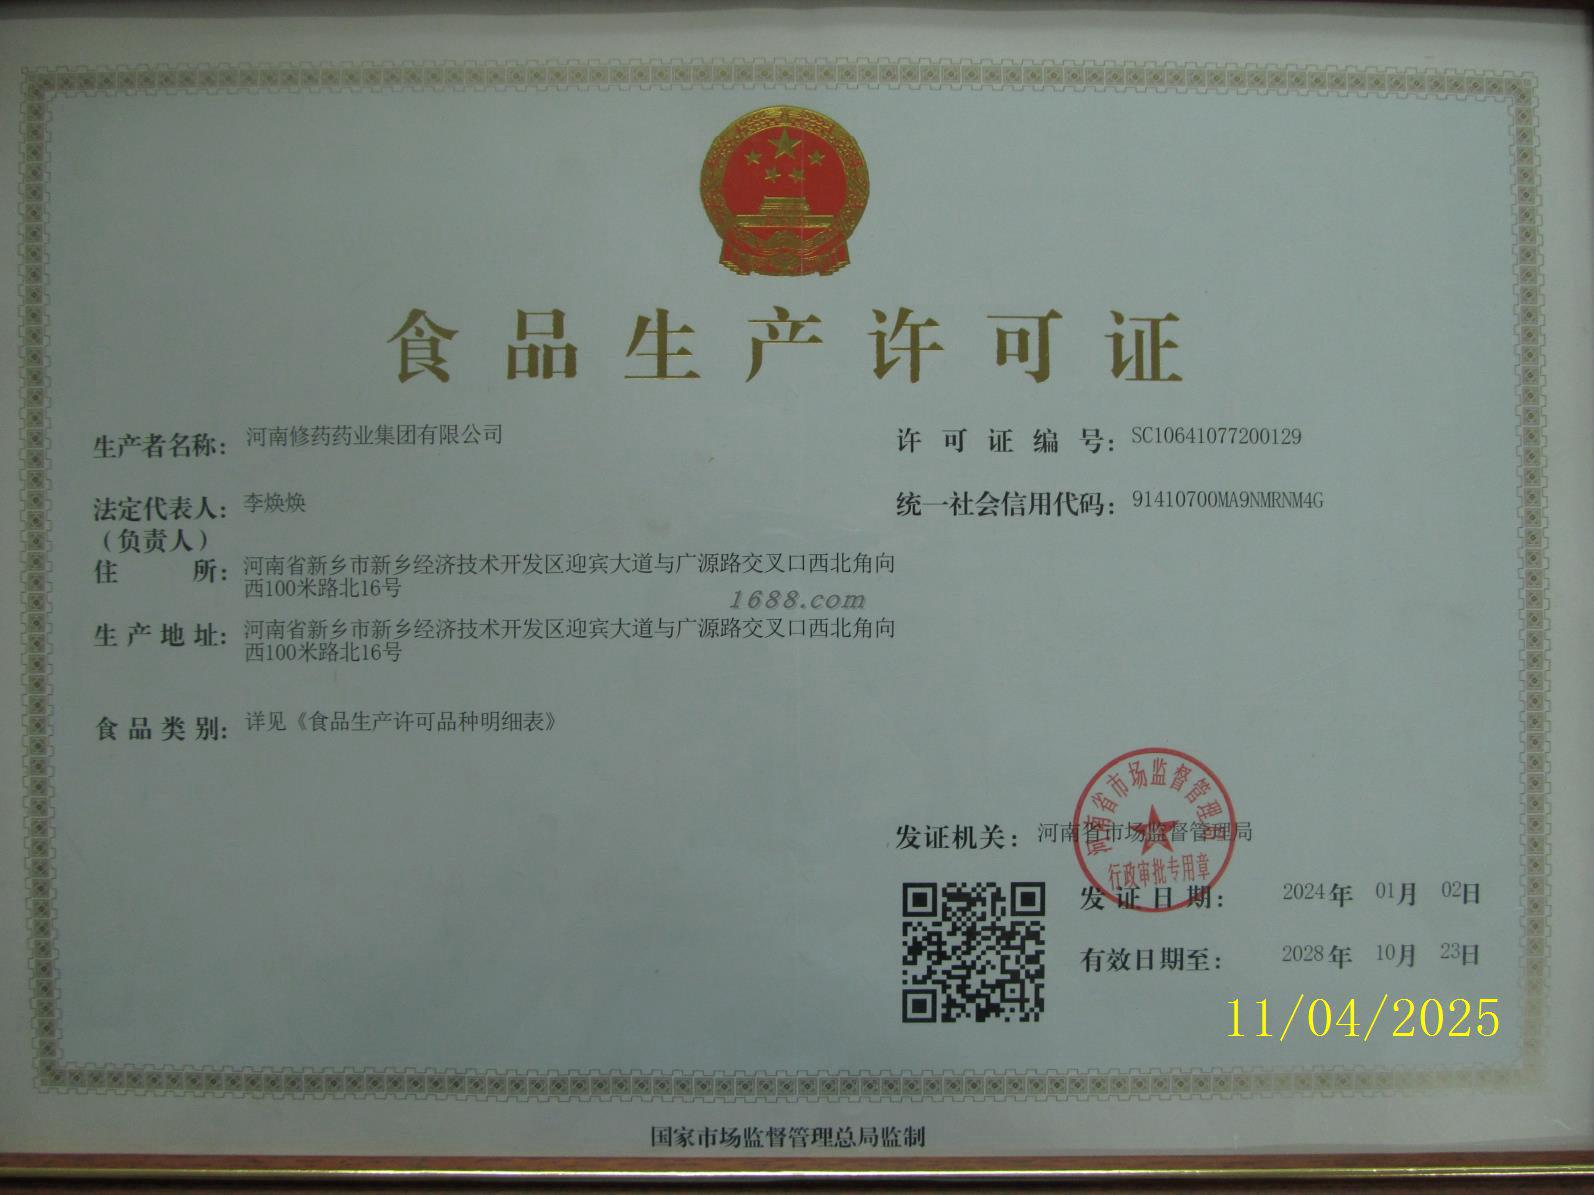 食品生产许可证
生产者名称：河南修药药业集团有限公司
许可证编号：SC10641077200129
法定代表人：李焕焕
（负责人）
统一社会信用代码：91410700MA9NMRNM4G
住所：河南省新乡市新乡经济技术开发区迎宾大道与广源路交叉口西北角向
西100米路北16号
1688.com
生产地址：河南省新乡市新乡经济技术开发区迎宾大道与广源路交叉口西北角向
西100米路北16号
食品类别：详见《食品生产许可品种明细表》
河南省市场监督管理局
行政审批专用章
发证机关：河南省市场监督管理局
发证日期：2024年01月02日
有效日期至：2028年10月23日
11/04/2025
国家市场监督管理总局监制